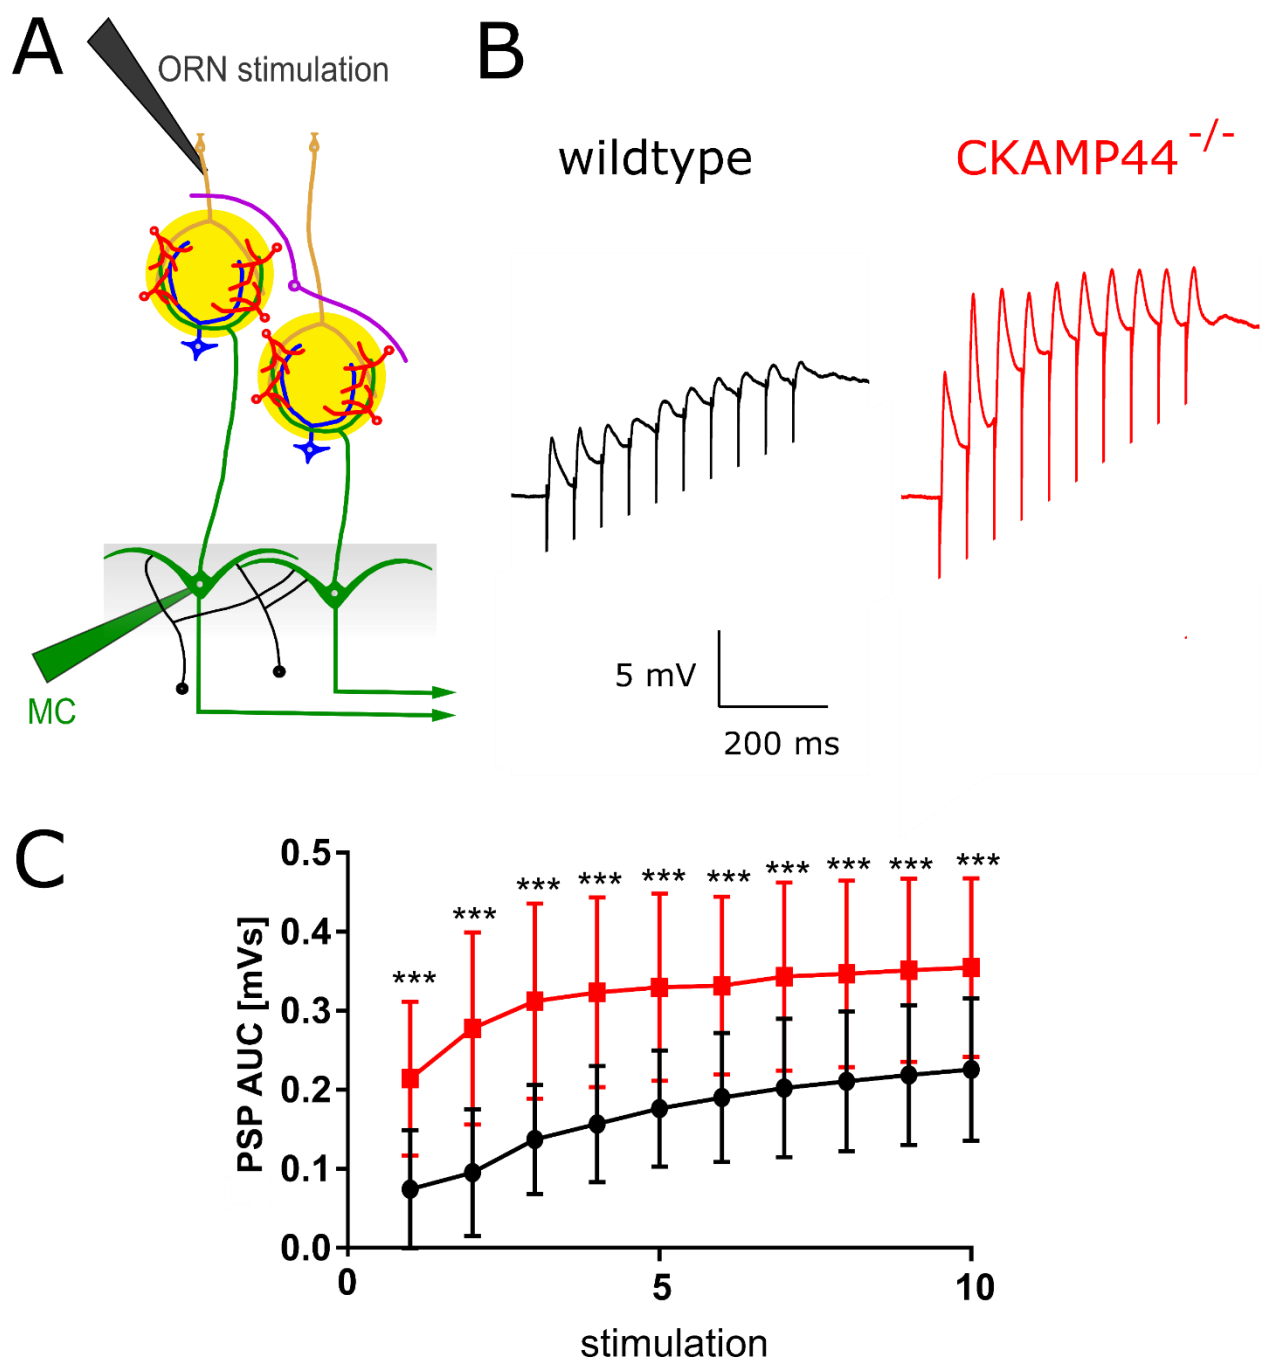 A
ORN stimulation
MC
B
wildtype
CKAMP44 -/-
5 mV
200 ms
C
PSP AUC [mVs]
0.5
0.4
0.3
0.2
0.1
0.0
*** *** *** *** *** *** *** *** *** ***
0 5 10
stimulation